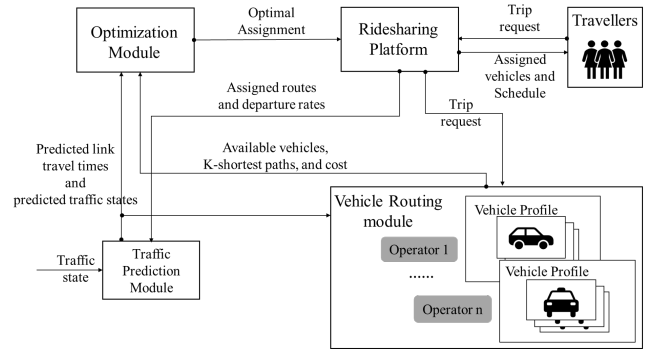 Optimization
Module
Optimal
Assignment
Ridesharing
Platform
Trip
request
Travellers
Assigned
vehicles and
Schedule
Assigned routes
and departure rates
Trip
request
Predicted link
travel times
and
predicted traffic states
Available vehicles,
K-shortest paths, and cost
Vehicle Routing
module
Vehicle Profile
Operator 1
......
Operator n
Vehicle Profile
Traffic
state
Traffic
Prediction
Module